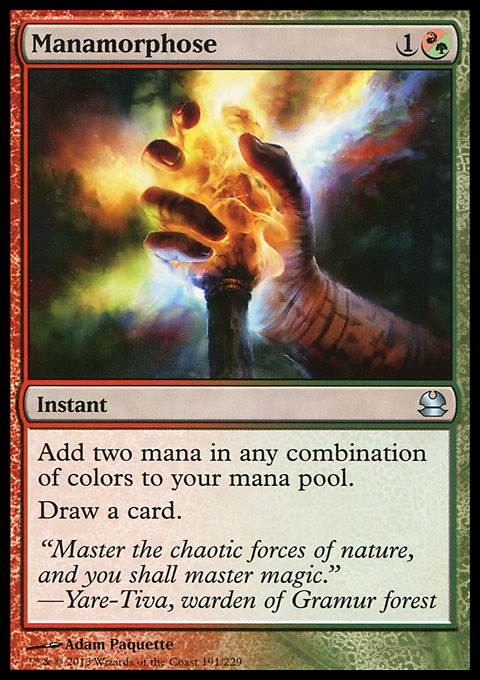 Manamorphose 1
Instant
Add two mana in any combination
of colors to your mana pool.
Draw a card.
“Master the chaotic forces of nature,
and you shall master magic.”
—Yare-Tiva, warden of Gramur forest
Adam Paquette
™ & © 2013 Wizards of the Coast 191/229